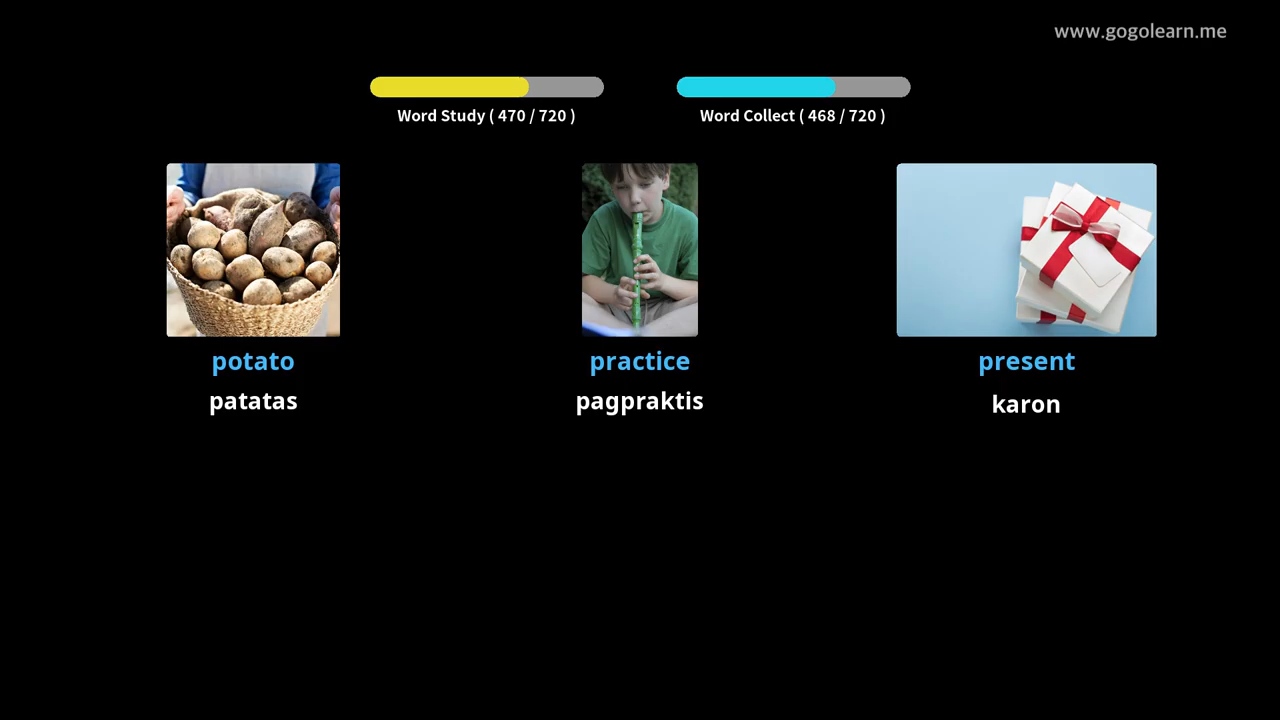 www.gogolearn.me
Word Study ( 470 / 720 )
Word Collect ( 468 / 720 )
potato
practice
present
patatas
pagpraktis
karon